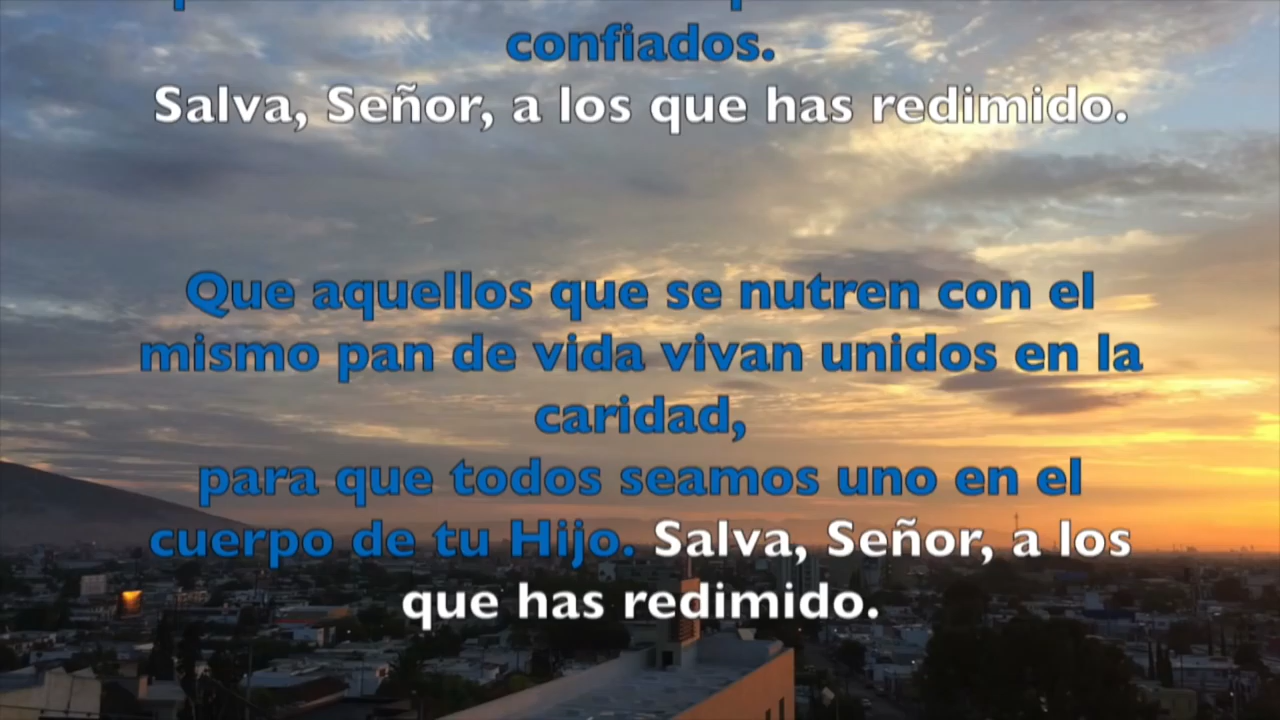 confiados.
Salva, Señor, a los que has redimido.
Que aquellos que se nutren con el
mismo pan de vida vivan unidos en la
caridad,
para que todos seamos uno en el
cuerpo de tu Hijo. Salva, Señor, a los
que has redimido.